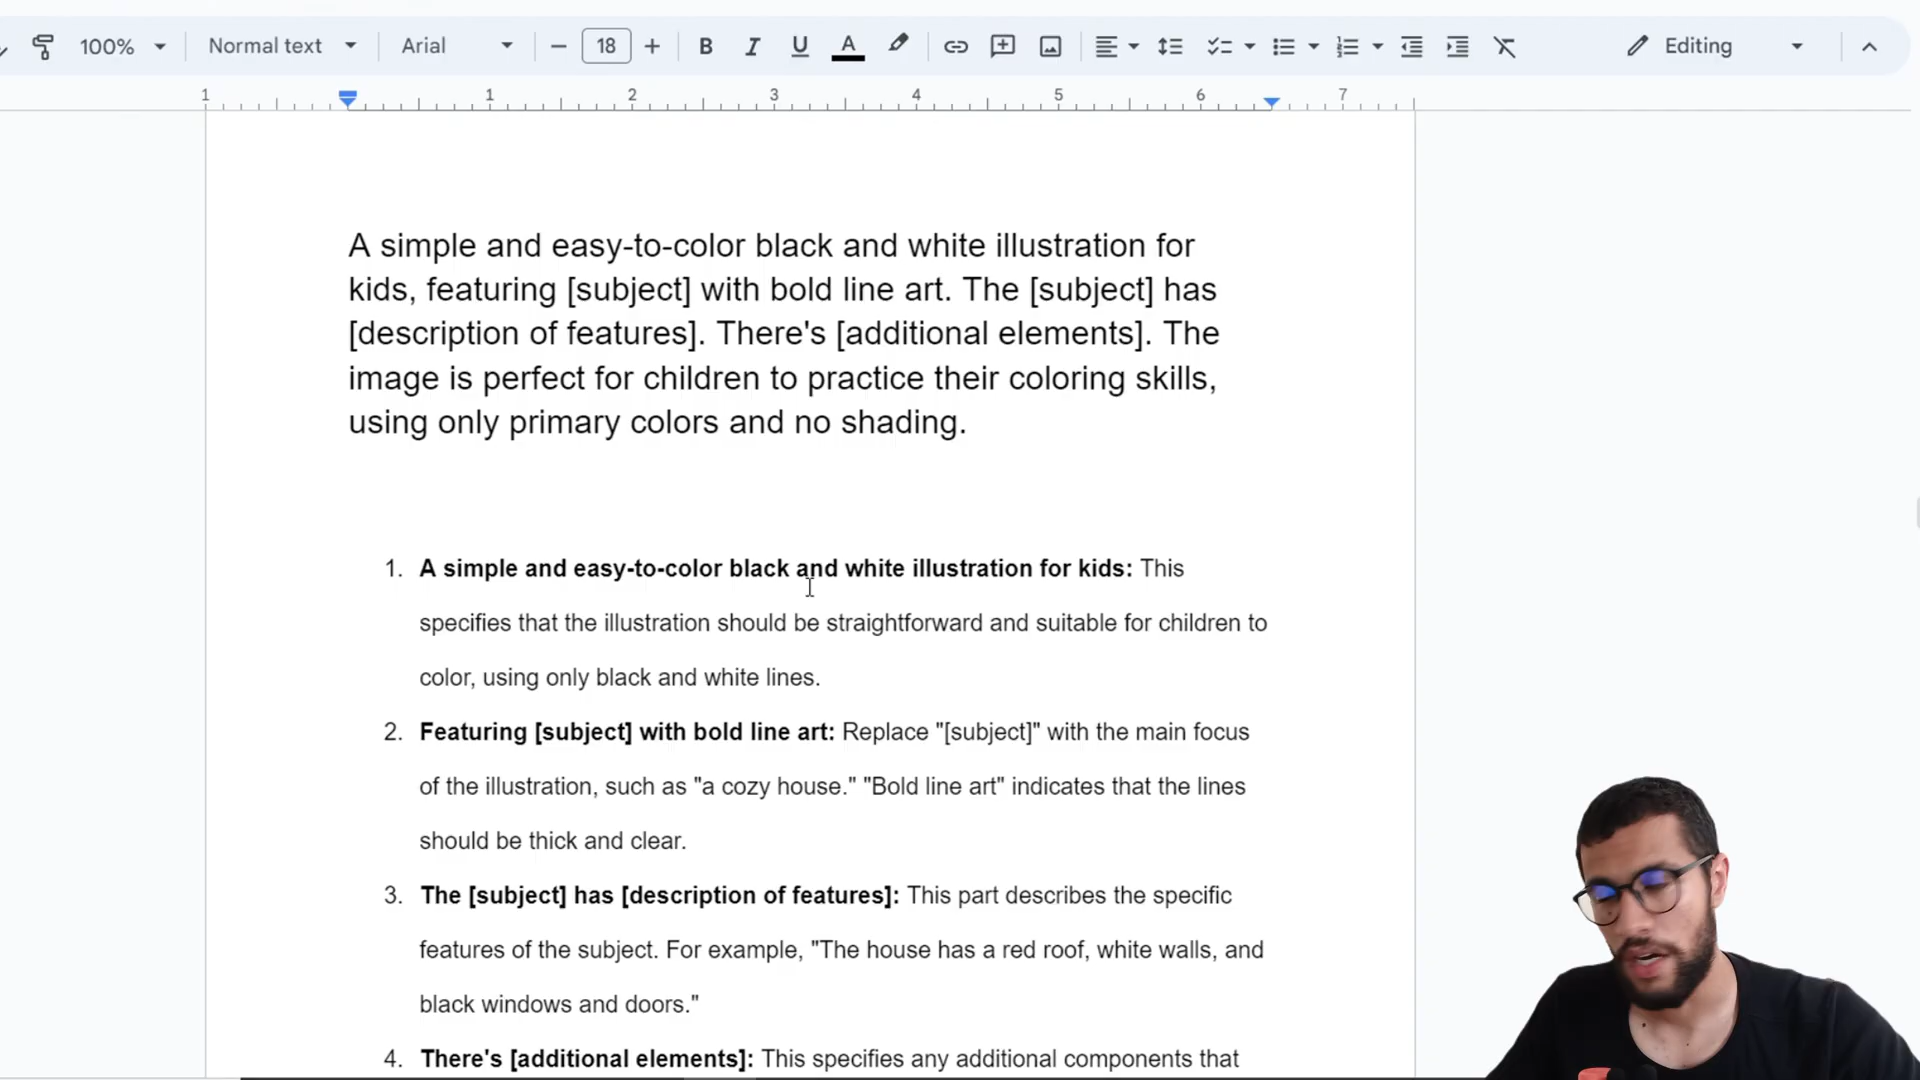 100% Normal text Arial 18 B I U A Editing
1 1 2 3 4 5 6 7
A simple and easy-to-color black and white illustration for
kids, featuring [subject] with bold line art. The [subject] has
[description of features]. There's [additional elements]. The
image is perfect for children to practice their coloring skills,
using only primary colors and no shading.
1. A simple and easy-to-color black and white illustration for kids: This
specifies that the illustration should be straightforward and suitable for children to
color, using only black and white lines.
2. Featuring [subject] with bold line art: Replace "[subject]" with the main focus
of the illustration, such as "a cozy house." "Bold line art" indicates that the lines
should be thick and clear.
3. The [subject] has [description of features]: This part describes the specific
features of the subject. For example, "The house has a red roof, white walls, and
black windows and doors."
4. There's [additional elements]: This specifies any additional components that